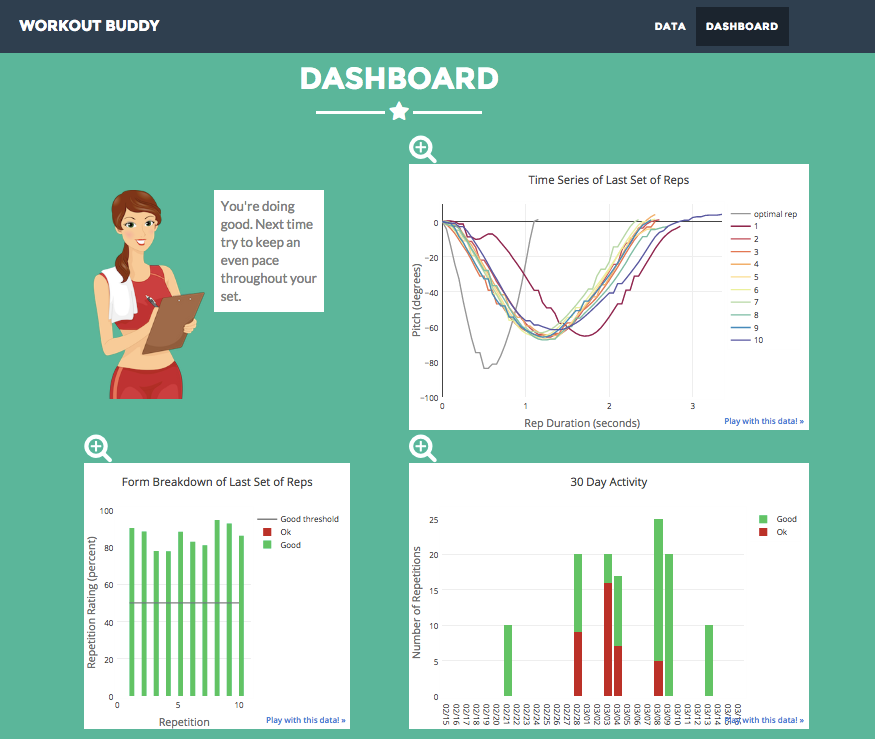 WORKOUT BUDDY
DATA
DASHBOARD
DASHBOARD
You're doing
good. Next time
try to keep an
even pace
throughout your
set.
Time Series of Last Set of Reps
Pitch (degrees)
0
−20
−40
−60
−80
−100
0 1 2 3
Rep Duration (seconds)
optimal rep
1
2
3
4
5
6
7
8
9
10
Play with this data! »
Form Breakdown of Last Set of Reps
Repetition Rating (percent)
100
80
60
40
20
0
0 5 10
Repetition
Good threshold
Ok
Good
Play with this data! »
30 Day Activity
Number of Repetitions
25
20
15
10
5
0
02/15 02/16 02/17 02/18 02/19 02/20 02/21 02/22 02/23 02/24 02/25 02/26 02/27 02/28 03/01 03/02 03/03 03/04 03/05 03/06 03/07 03/08 03/09 03/10 03/11 03/12 03/13 03/14
Good
Ok
Play with this data! »